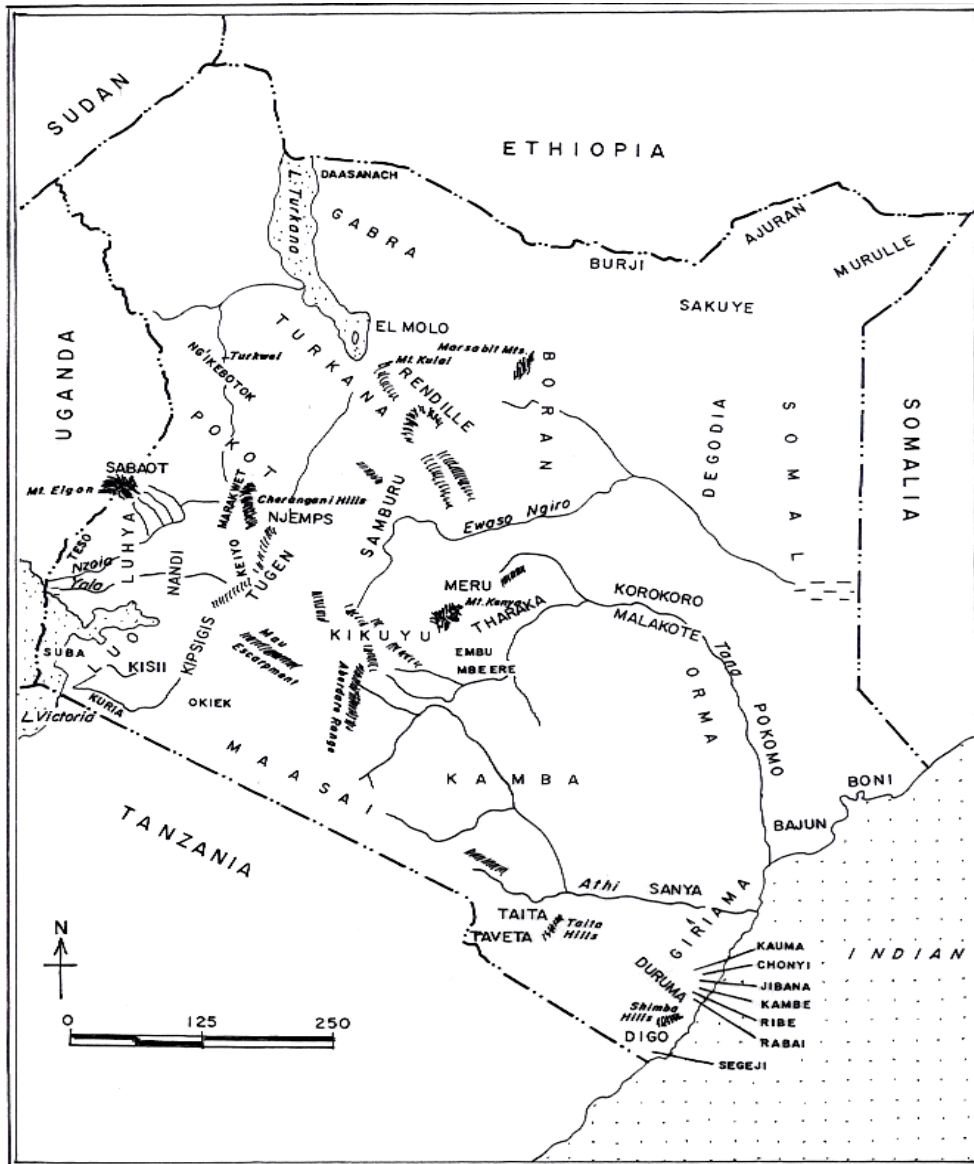 SUDAN
ETHIOPIA
DAASANACH
L. Turkana
GABRA
AJURAN
BURJI
MURULLE
SAKUYE
TURKANA
EL MOLO
UGANDA
NG'IKEBOTOK
Turkwel
Marsabit Mts.
Mt. Kulal
BORAN
RENDILLE
POKOT
DEGODIA
SOMALI
SOMALIA
SABAOT
Mt. Elgon
MARAKWET
Cherangani Hills
NJEMPS
SAMBURU
Ewaso Ngiro
TESO
LUHYA
Nzoia
Yala
NANDI
KEIYO
TUGEN
MERU
Mt. Kenya
THARAKA
KOROKORO
MALAKOTE
Tana
KIKUYU
Mau
Escarpment
EMBU
MBEERE
SUBA
LUO
KISII
KIPSIGIS
ORMA
KURIA
OKIEK
Aberdare Range
L. Victoria
POKOMO
MAASAI
KAMBA
BONI
BAJUN
TANZANIA
Athi
SANYA
TAITA
Taita
Hills
TAVETA
GIRIAMA
N
INDIAN
KAUMA
CHONYI
JIBANA
KAMBE
RIBE
RABAI
DURUMA
Shimba
Hills
DIGO
SEGEJI
0 125 250